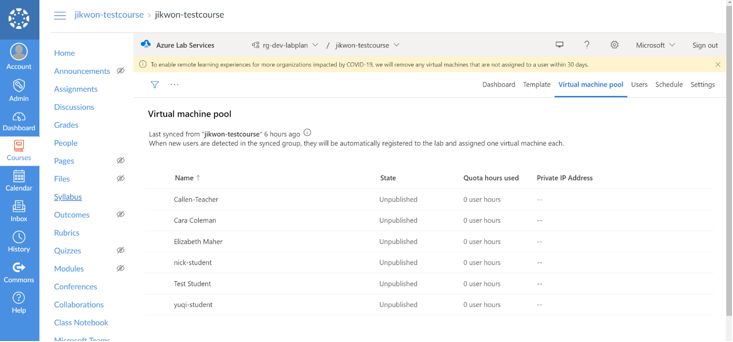 jikwon-testcourse › jikwon-testcourse
Account
Admin
Dashboard
Courses
Calendar
Inbox
History
Commons
Help
Home
Announcements
Assignments
Discussions
Grades
People
Pages
Files
Syllabus
Outcomes
Rubrics
Quizzes
Modules
Conferences
Collaborations
Class Notebook
Microsoft Teams
Azure Lab Services rg-dev-labplan / jikwon-testcourse ? Microsoft Sign out
To enable remote learning experiences for more organizations impacted by COVID-19, we will remove any virtual machines that are not assigned to a user within 30 days.
Dashboard Template Virtual machine pool Users Schedule Settings
Virtual machine pool
Last synced from "jikwon-testcourse" 6 hours ago
When new users are detected in the synced group, they will be automatically registered to the lab and assigned one virtual machine each.
Name ↑ State Quota hours used Private IP Address
Callen-Teacher Unpublished 0 user hours --
Cara Coleman Unpublished 0 user hours --
Elizabeth Maher Unpublished 0 user hours --
nick-student Unpublished 0 user hours --
Test Student Unpublished 0 user hours --
yuqi-student Unpublished 0 user hours --